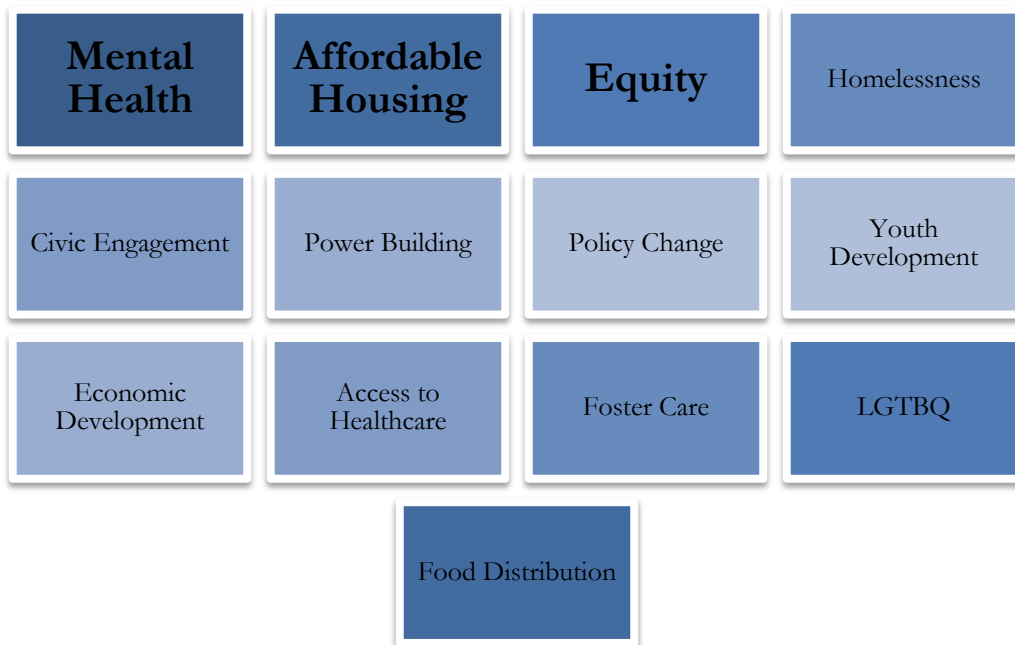 Mental
Health
Affordable
Housing
Equity
Homelessness
Civic Engagement
Power Building
Policy Change
Youth
Development
Economic
Development
Access to
Healthcare
Foster Care
LGTBQ
Food Distribution